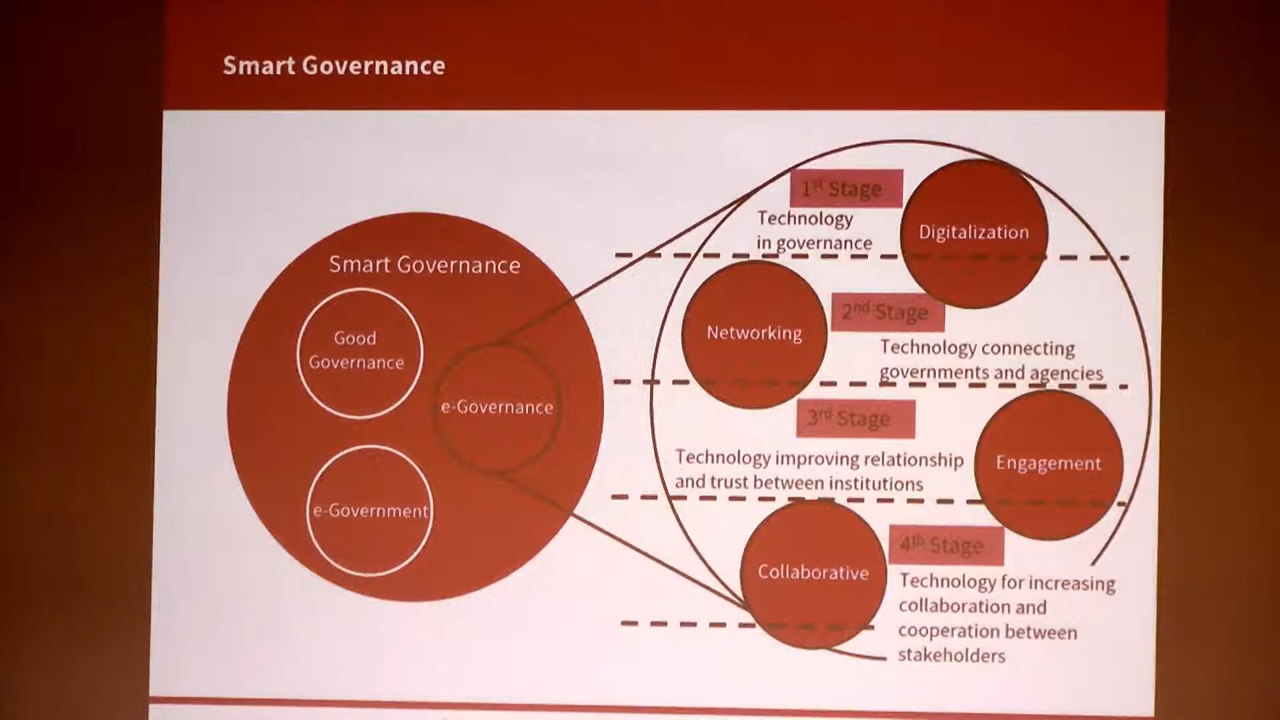 Smart Governance
Smart Governance
Good
Governance
e-Governance
e-Government
1st Stage
Technology
in governance
Digitalization
Networking
2nd Stage
Technology connecting
governments and agencies
3rd Stage
Technology improving relationship
and trust between institutions
Engagement
Collaborative
4th Stage
Technology for increasing
collaboration and
cooperation between
stakeholders